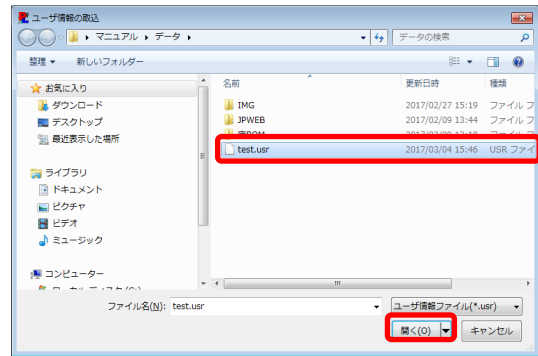 ユーザ情報の取込
マニュアル ▸ データ ▸
データの検索
整理 ▼ 新しいフォルダー
お気に入り
ダウンロード
デスクトップ
最近表示した場所
ライブラリ
ドキュメント
ピクチャ
ビデオ
ミュージック
コンピューター
名前 更新日時 種類
IMG 2017/02/27 15:19 ファイル フ
JPWEB 2017/02/09 13:44 ファイル フ
test.usr 2017/03/04 15:46 USR ファイ
ファイル名(N): test.usr
ユーザ情報ファイル(*.usr)
開く(O) キャンセル